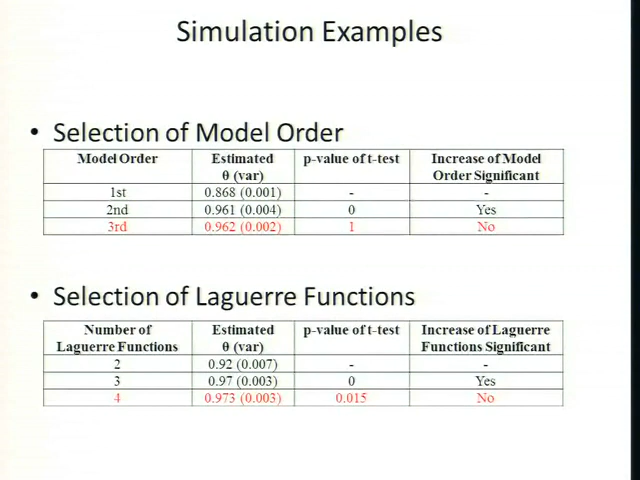 Simulation Examples
• Selection of Model Order
Model Order Estimated θ (var) p-value of t-test Increase of Model Order Significant
1st 0.868 (0.001) - -
2nd 0.961 (0.004) 0 Yes
3rd 0.962 (0.002) 1 No
• Selection of Laguerre Functions
Number of Laguerre Functions Estimated θ (var) p-value of t-test Increase of Laguerre Functions Significant
2 0.92 (0.007) - -
3 0.97 (0.003) 0 Yes
4 0.973 (0.003) 0.015 No